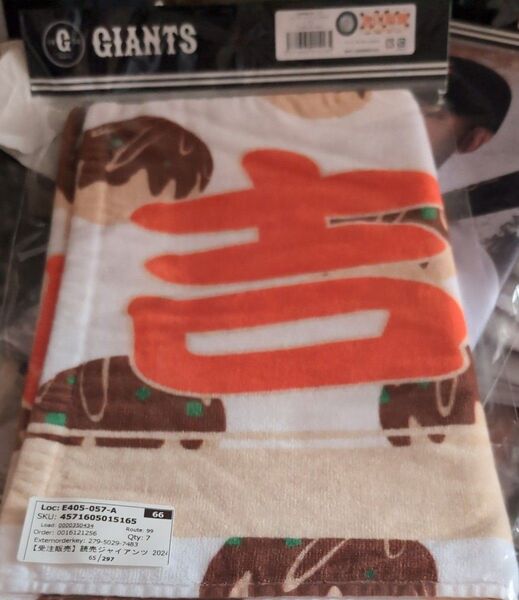 G GIANTS
吉
Loc: E405-057-A 66
SKU: 4571605015165
Load: 0000350434 Route: 99
Order: 0016121256 Qty: 7
Externorderkey: 279-5029-7483
【受注販売】読売ジャイアンツ 2024
65 / 297